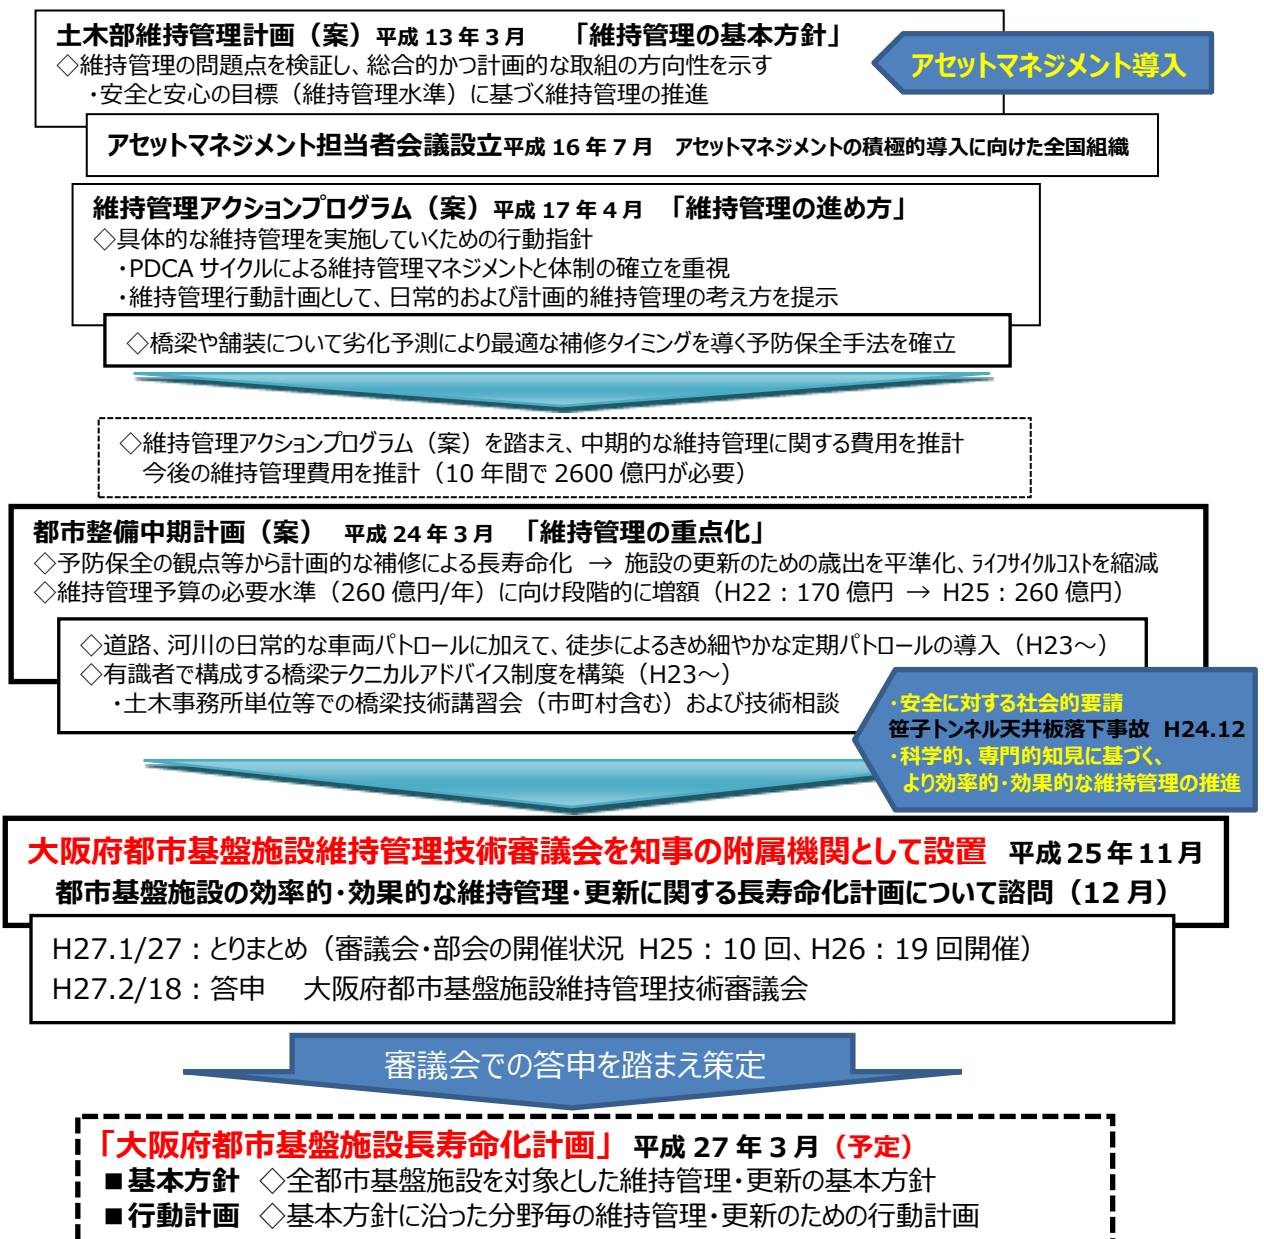 土木部維持管理計画（案）平成 13 年 3 月　「維持管理の基本方針」
◇維持管理の問題点を検証し、総合的かつ計画的な取組の方向性を示す
・安全と安心の目標（維持管理水準）に基づく維持管理の推進
アセットマネジメント導入
アセットマネジメント担当者会議設立平成 16 年 7 月　アセットマネジメントの積極的導入に向けた全国組織
維持管理アクションプログラム（案）平成 17 年 4 月　「維持管理の進め方」
◇具体的な維持管理を実施していくための行動指針
・PDCA サイクルによる維持管理マネジメントと体制の確立を重視
・維持管理行動計画として、日常的および計画的維持管理の考え方を提示
◇橋梁や舗装について劣化予測により最適な補修タイミングを導く予防保全手法を確立
◇維持管理アクションプログラム（案）を踏まえ、中期的な維持管理に関する費用を推計
今後の維持管理費用を推計（10 年間で 2600 億円が必要）
都市整備中期計画（案）　平成 24 年 3 月　「維持管理の重点化」
◇予防保全の観点等から計画的な補修による長寿命化 → 施設の更新のための歳出を平準化、ライフサイクルコストを縮減
◇維持管理予算の必要水準（260 億円/年）に向け段階的に増額（H22：170 億円 → H25：260 億円）
◇道路、河川の日常的な車両パトロールに加えて、徒歩によるきめ細やかな定期パトロールの導入（H23～）
◇有識者で構成する橋梁テクニカルアドバイス制度を構築（H23～）
・土木事務所単位等での橋梁技術講習会（市町村含む）および技術相談
・安全に対する社会的要請
笹子トンネル天井板落下事故 H24.12
・科学的、専門的知見に基づく、
より効率的・効果的な維持管理の推進
大阪府都市基盤施設維持管理技術審議会を知事の附属機関として設置　平成 25 年 11 月
都市基盤施設の効率的・効果的な維持管理・更新に関する長寿命化計画について諮問（12 月）
H27.1/27：とりまとめ（審議会・部会の開催状況 H25：10 回、H26：19 回開催）
H27.2/18：答申　大阪府都市基盤施設維持管理技術審議会
審議会での答申を踏まえ策定
「大阪府都市基盤施設長寿命化計画」平成 27 年 3 月（予定）
■基本方針　◇全都市基盤施設を対象とした維持管理・更新の基本方針
■行動計画　◇基本方針に沿った分野毎の維持管理・更新のための行動計画